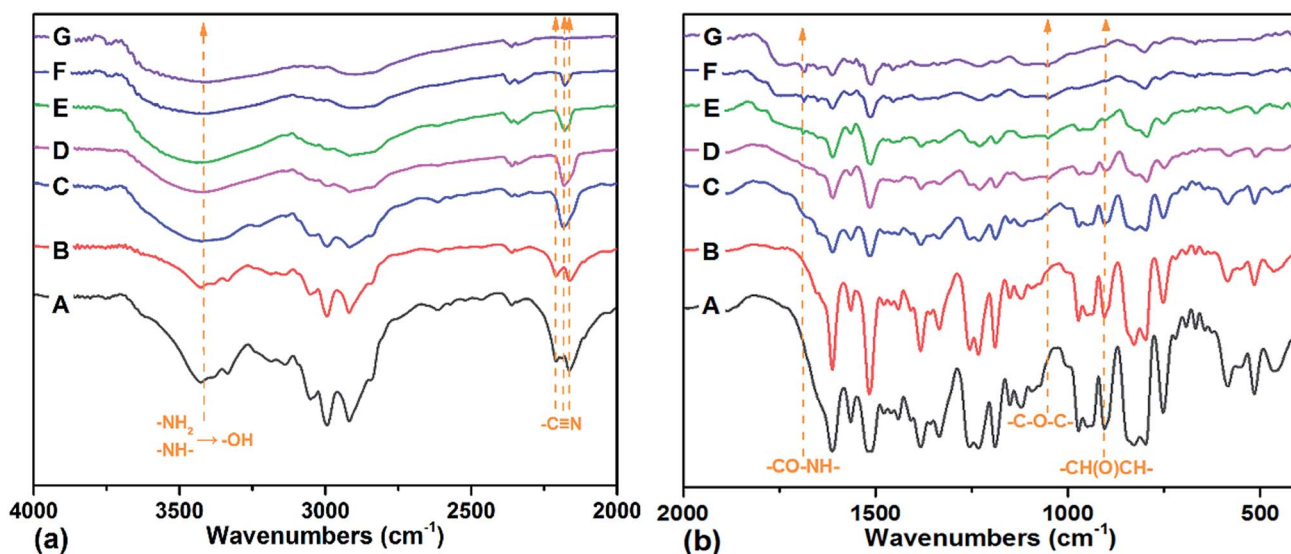 G
F
E
D
C
B
A
-NH₂
-NH-
→ -OH
-C≡N
4000 3500 3000 2500 2000
Wavenumbers (cm⁻¹)
(a)
G
F
E
D
C
B
A
-C-O-C-
-CO-NH-
-CH(O)CH-
2000 1500 1000 500
Wavenumbers (cm⁻¹)
(b)